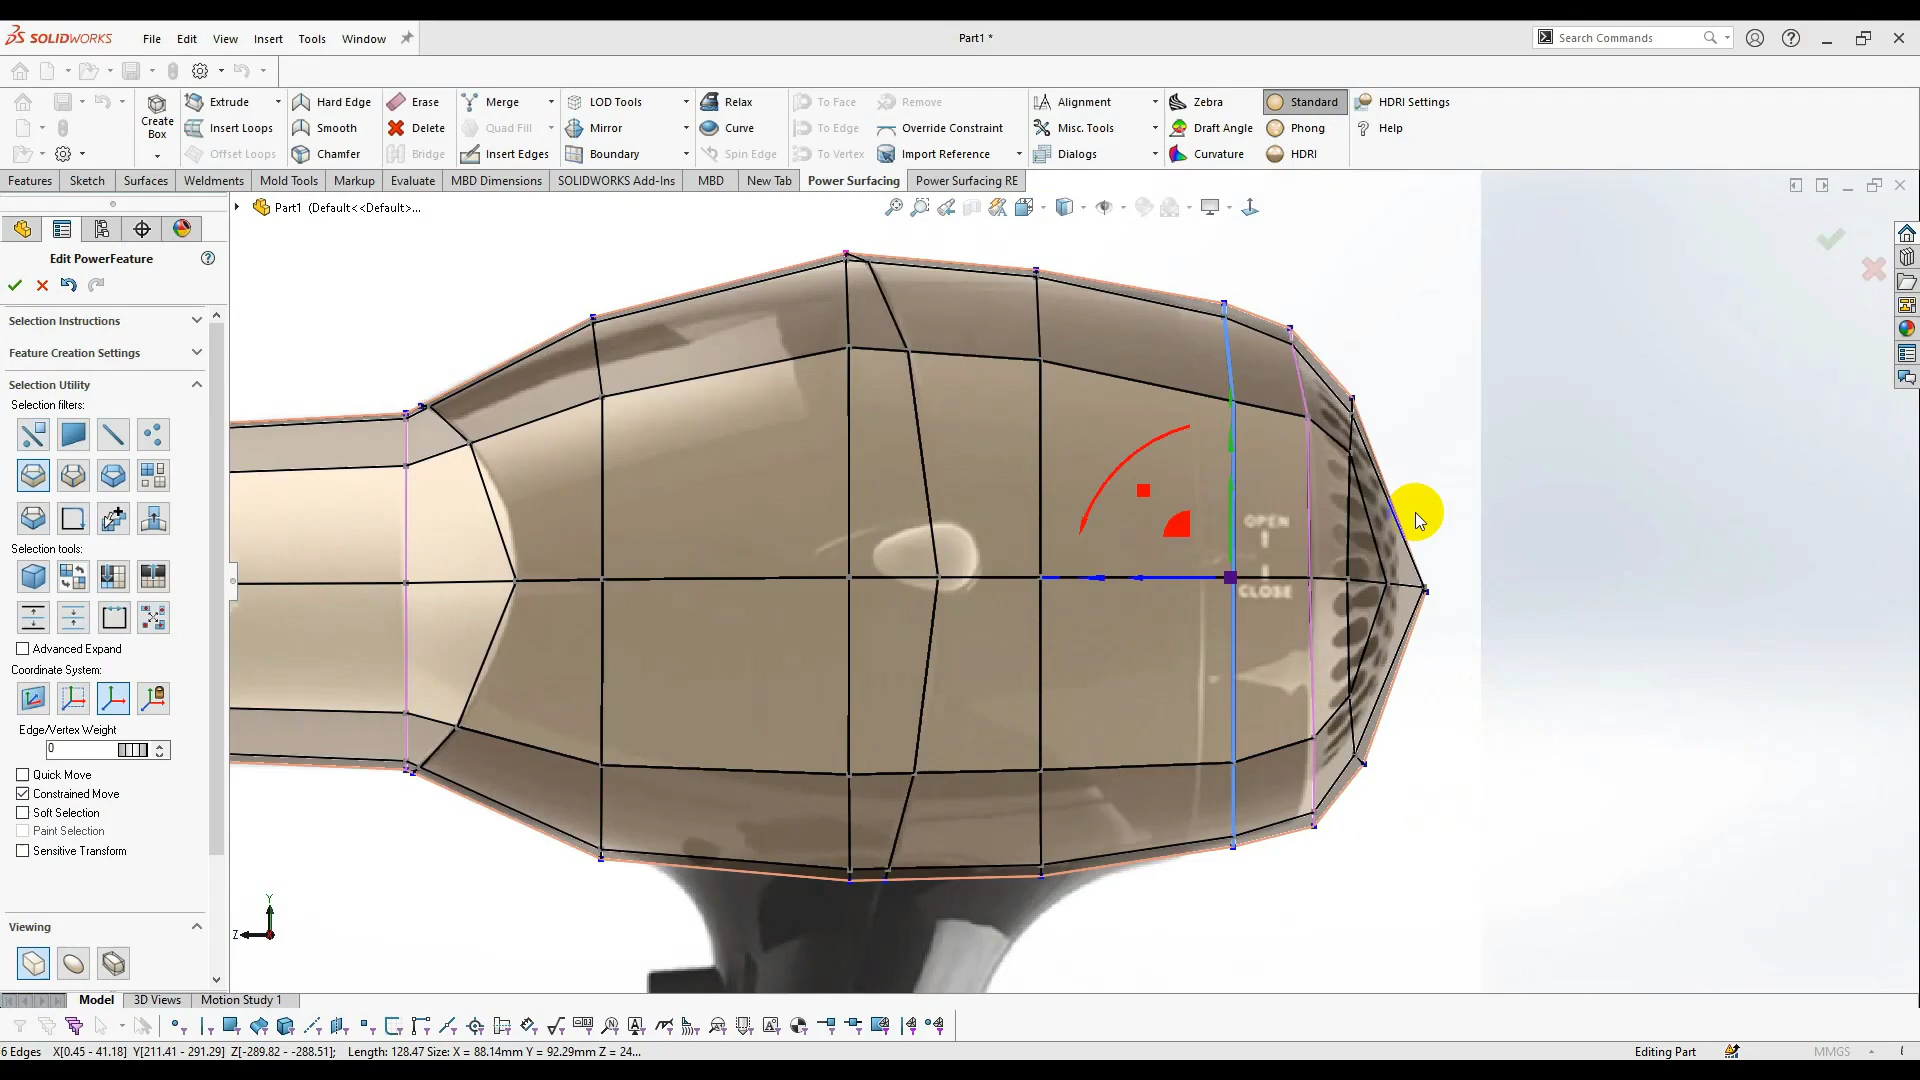 SOLIDWORKS File Edit View Insert Tools Window Part1 * Search Commands
Create Box Extrude Hard Edge Erase Merge LOD Tools Relax To Face Remove Alignment Zebra Standard HDRI Settings
Insert Loops Smooth Delete Quad Fill Mirror Curve To Edge Override Constraint Misc. Tools Draft Angle Phong Help
Offset Loops Chamfer Bridge Insert Edges Boundary Spin Edge To Vertex Import Reference Dialogs Curvature HDRI
Features Sketch Surfaces Weldments Mold Tools Markup Evaluate MBD Dimensions SOLIDWORKS Add-Ins MBD New Tab Power Surfacing Power Surfacing RE
Part1 (Default<<Default>...
Edit PowerFeature
Selection Instructions
Feature Creation Settings
Selection Utility
Selection filters:
Selection tools:
Advanced Expand
Coordinate System:
Edge/Vertex Weight
0
Quick Move
Constrained Move
Soft Selection
Paint Selection
Sensitive Transform
Viewing
OPEN
CLOSE
Y
Z
Model 3D Views Motion Study 1
6 Edges X[0.45 - 41.18] Y[211.41 - 291.29] Z[-289.82 - -288.51]; Length: 128.47 Size: X = 88.14mm Y = 92.29mm Z = 24... Editing Part MMGS